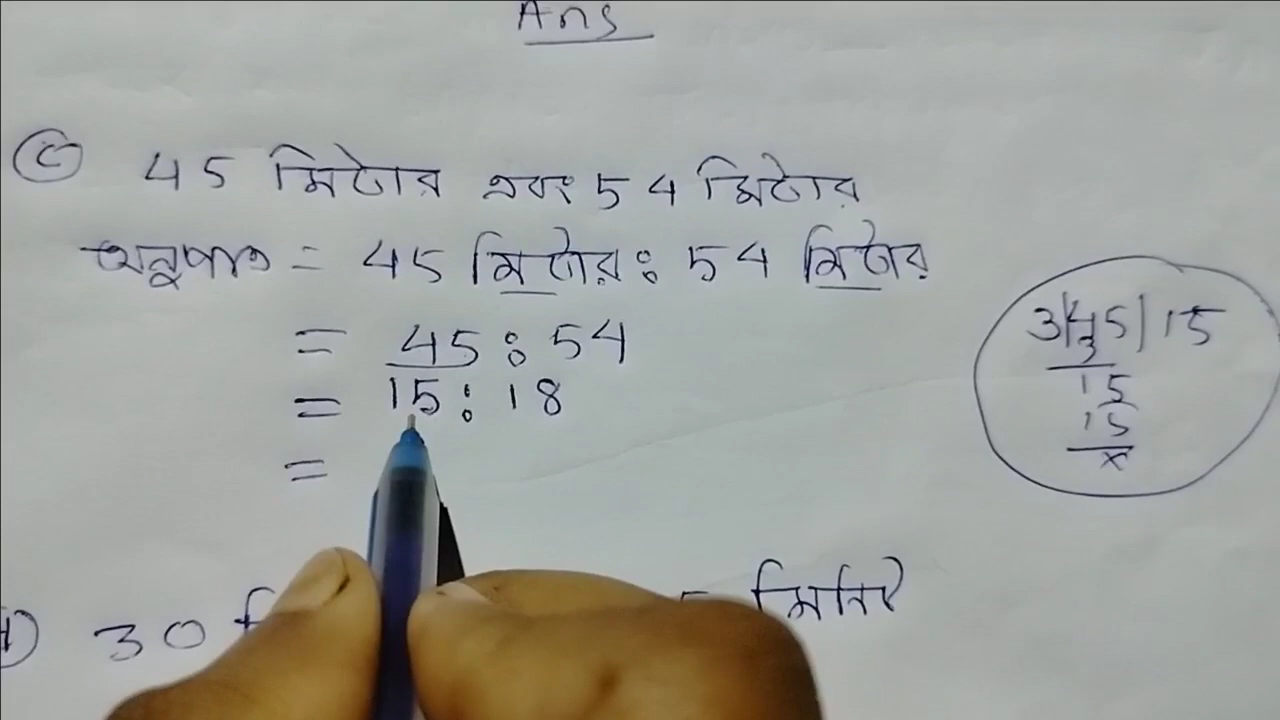 Ans
ⓒ 45 মিটার এবং 54 মিটার
অনুপাত = 45 মিটার : 54 মিটার
= 45 : 54
= 15 : 18
=
3|45|15
3
15
15
x
30
মিনিট